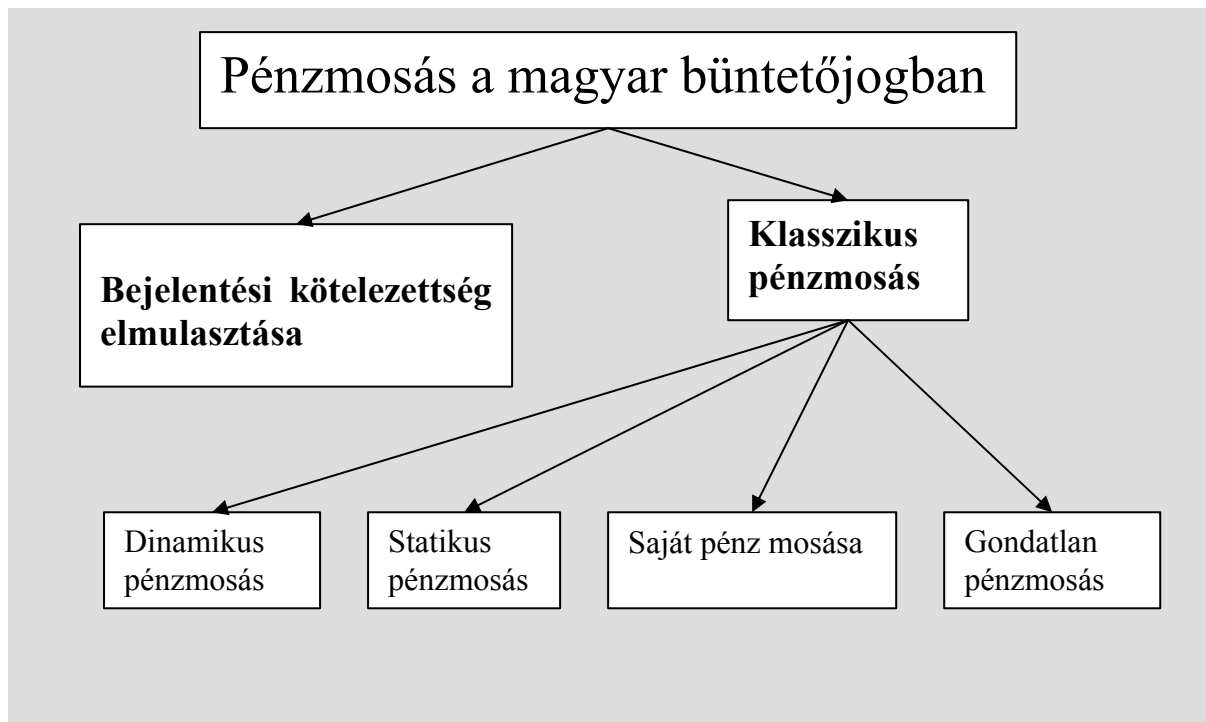 Pénzmosás a magyar büntetőjogban
Bejelentési kötelezettség
elmulasztása
Klasszikus
pénzmosás
Dinamikus
pénzmosás
Statikus
pénzmosás
Saját pénz mosása
Gondatlan
pénzmosás